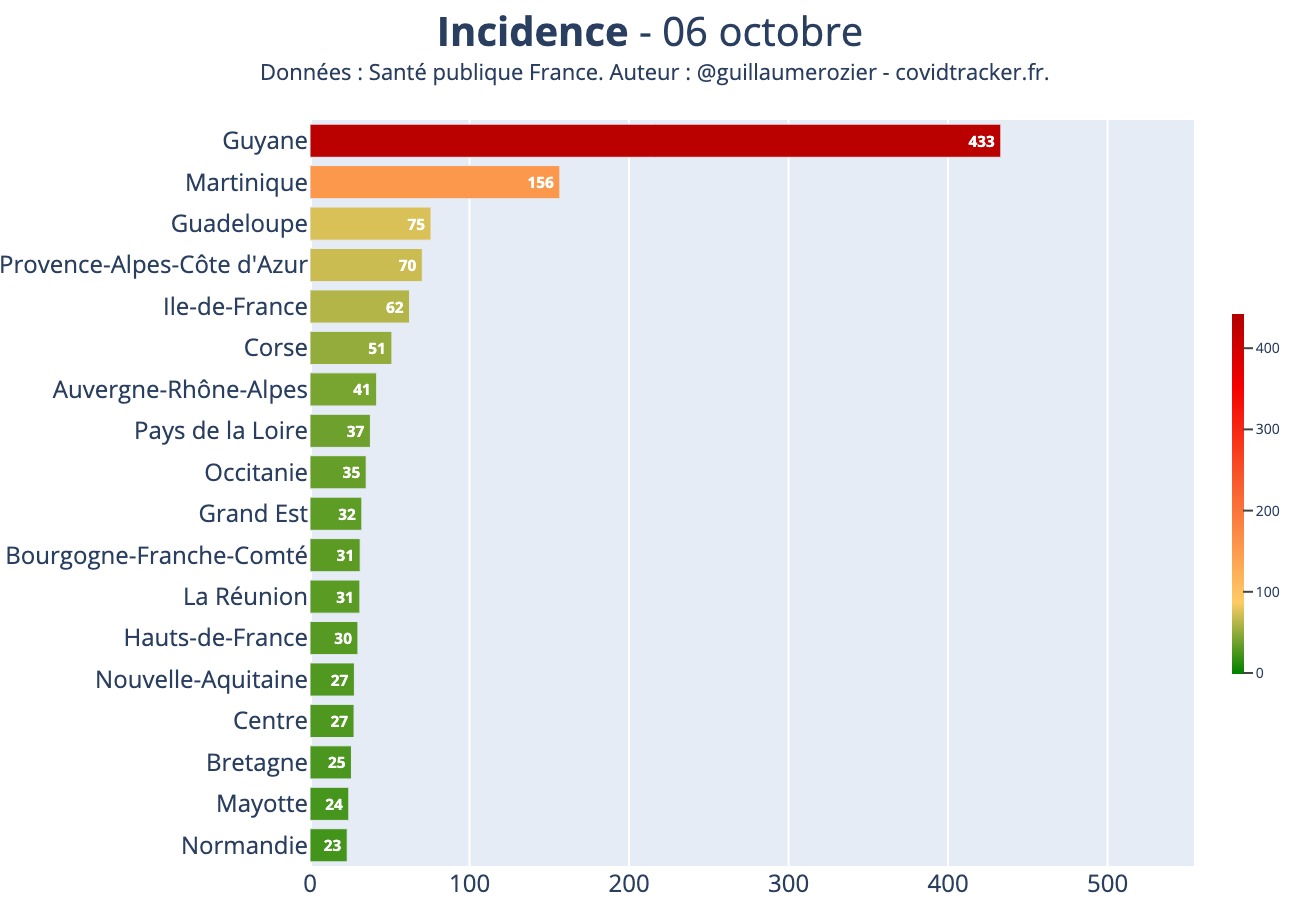 Incidence - 06 octobre
Données : Santé publique France. Auteur : @guillaumerozier - covidtracker.fr.
Guyane 433
Martinique 156
Guadeloupe 75
Provence-Alpes-Côte d'Azur 70
Ile-de-France 62
Corse 51
Auvergne-Rhône-Alpes 41
Pays de la Loire 37
Occitanie 35
Grand Est 32
Bourgogne-Franche-Comté 31
La Réunion 31
Hauts-de-France 30
Nouvelle-Aquitaine 27
Centre 27
Bretagne 25
Mayotte 24
Normandie 23
0 100 200 300 400 500
400
300
200
100
0